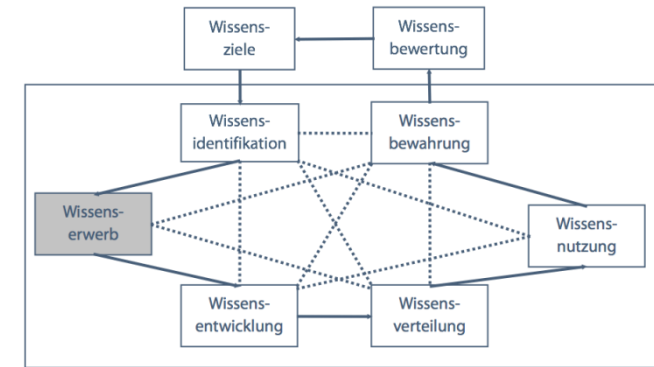 Wissens-
ziele
Wissens-
bewertung
Wissens-
identifikation
Wissens-
bewahrung
Wissens-
erwerb
Wissens-
nutzung
Wissens-
entwicklung
Wissens-
verteilung